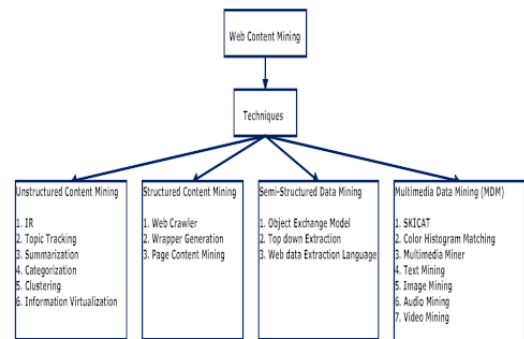 Web Content Mining
Techniques
Unstructured Content Mining
1. IR
2. Topic Tracking
3. Summarization
4. Categorization
5. Clustering
6. Information Virtualization
Structured Content Mining
1. Web Crawler
2. Wrapper Generation
3. Page Content Mining
Semi-Structured Data Mining
1. Object Exchange Model
2. Top down Extraction
3. Web data Extraction Language
Multimedia Data Mining (MDM)
1. SKICAT
2. Color Histogram Matching
3. Multimedia Miner
4. Text Mining
5. Image Mining
6. Audio Mining
7. Video Mining